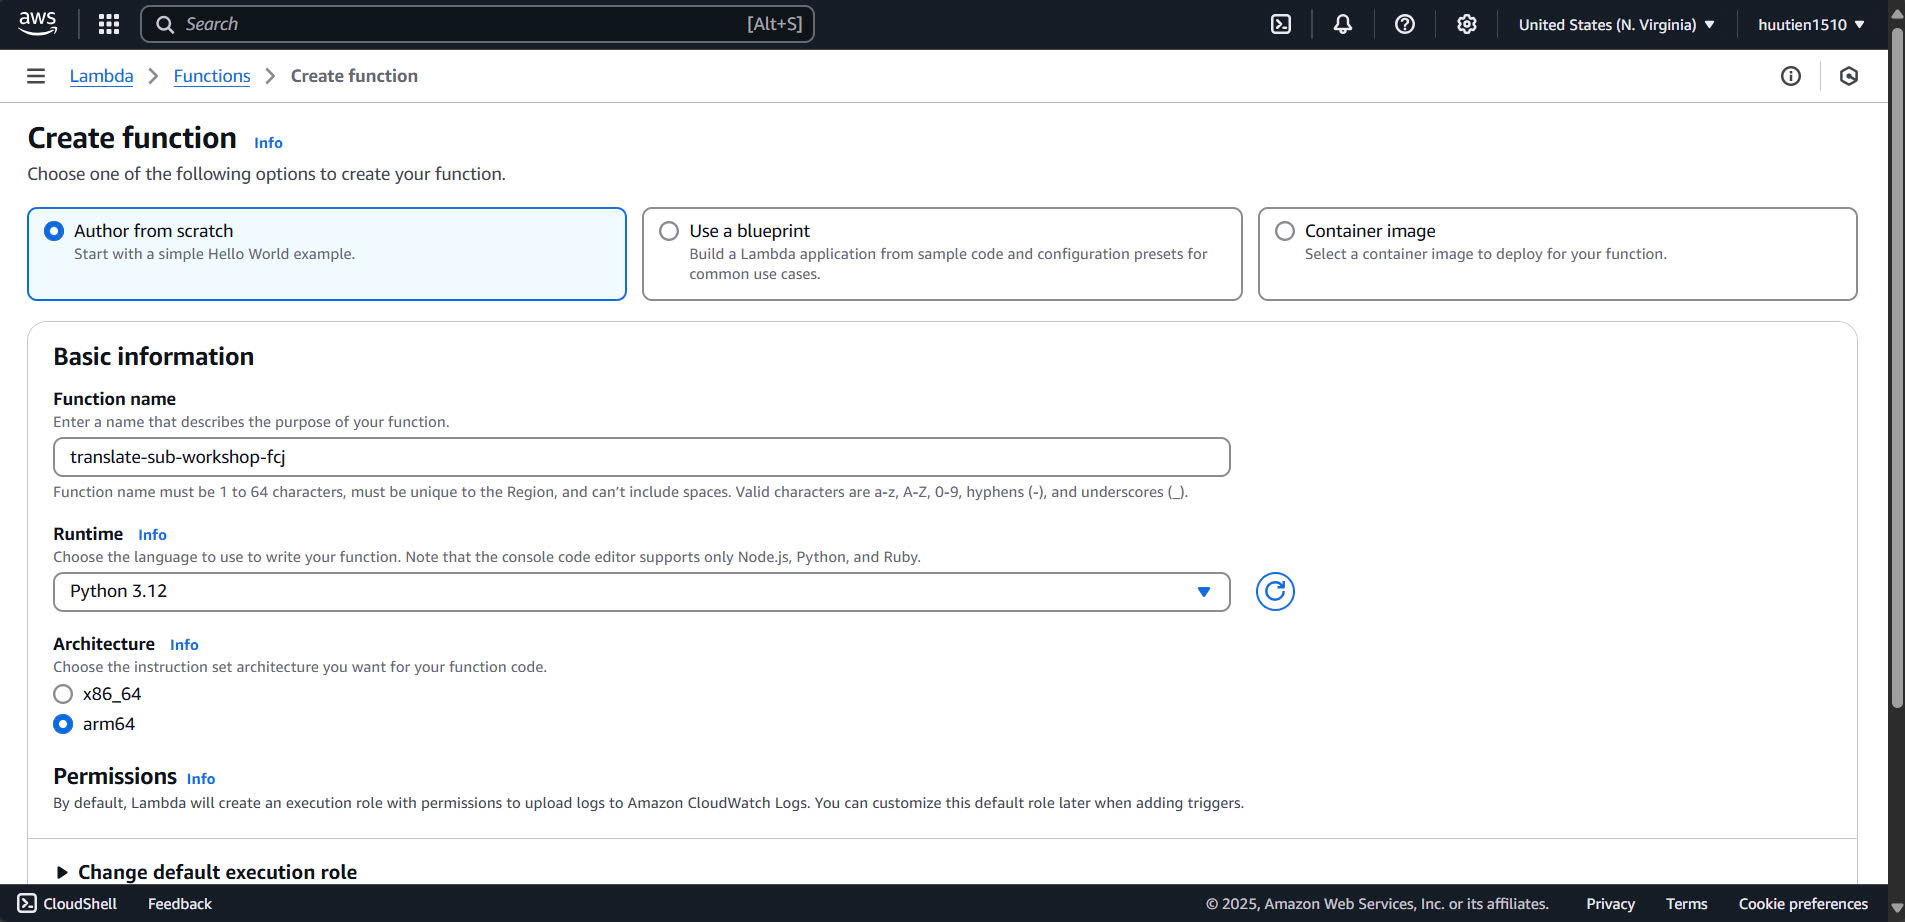 aws
Search [Alt+S]
United States (N. Virginia)
huutien1510
Lambda Functions Create function
Create function Info
Choose one of the following options to create your function.
Author from scratch
Start with a simple Hello World example.
Use a blueprint
Build a Lambda application from sample code and configuration presets for
common use cases.
Container image
Select a container image to deploy for your function.
Basic information
Function name
Enter a name that describes the purpose of your function.
translate-sub-workshop-fcj
Function name must be 1 to 64 characters, must be unique to the Region, and can’t include spaces. Valid characters are a-z, A-Z, 0-9, hyphens (-), and underscores (_).
Runtime Info
Choose the language to use to write your function. Note that the console code editor supports only Node.js, Python, and Ruby.
Python 3.12
Architecture Info
Choose the instruction set architecture you want for your function code.
x86_64
arm64
Permissions Info
By default, Lambda will create an execution role with permissions to upload logs to Amazon CloudWatch Logs. You can customize this default role later when adding triggers.
Change default execution role
CloudShell Feedback © 2025, Amazon Web Services, Inc. or its affiliates. Privacy Terms Cookie preferences